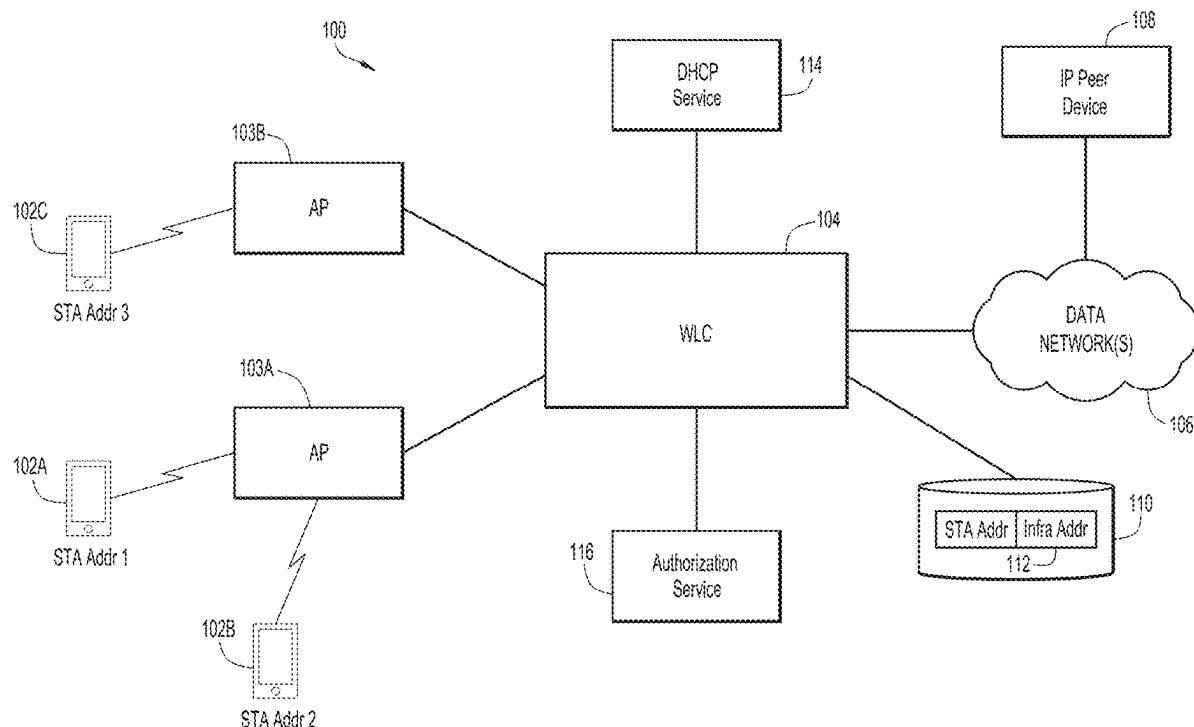 100
DHCP
Service
114
108
IP Peer
Device
103B
AP
102C
STA Addr 3
104
WLC
DATA
NETWORK(S)
106
103A
AP
102A
STA Addr 1
116
Authorization
Service
STA Addr Infra Addr
112
110
102B
STA Addr 2